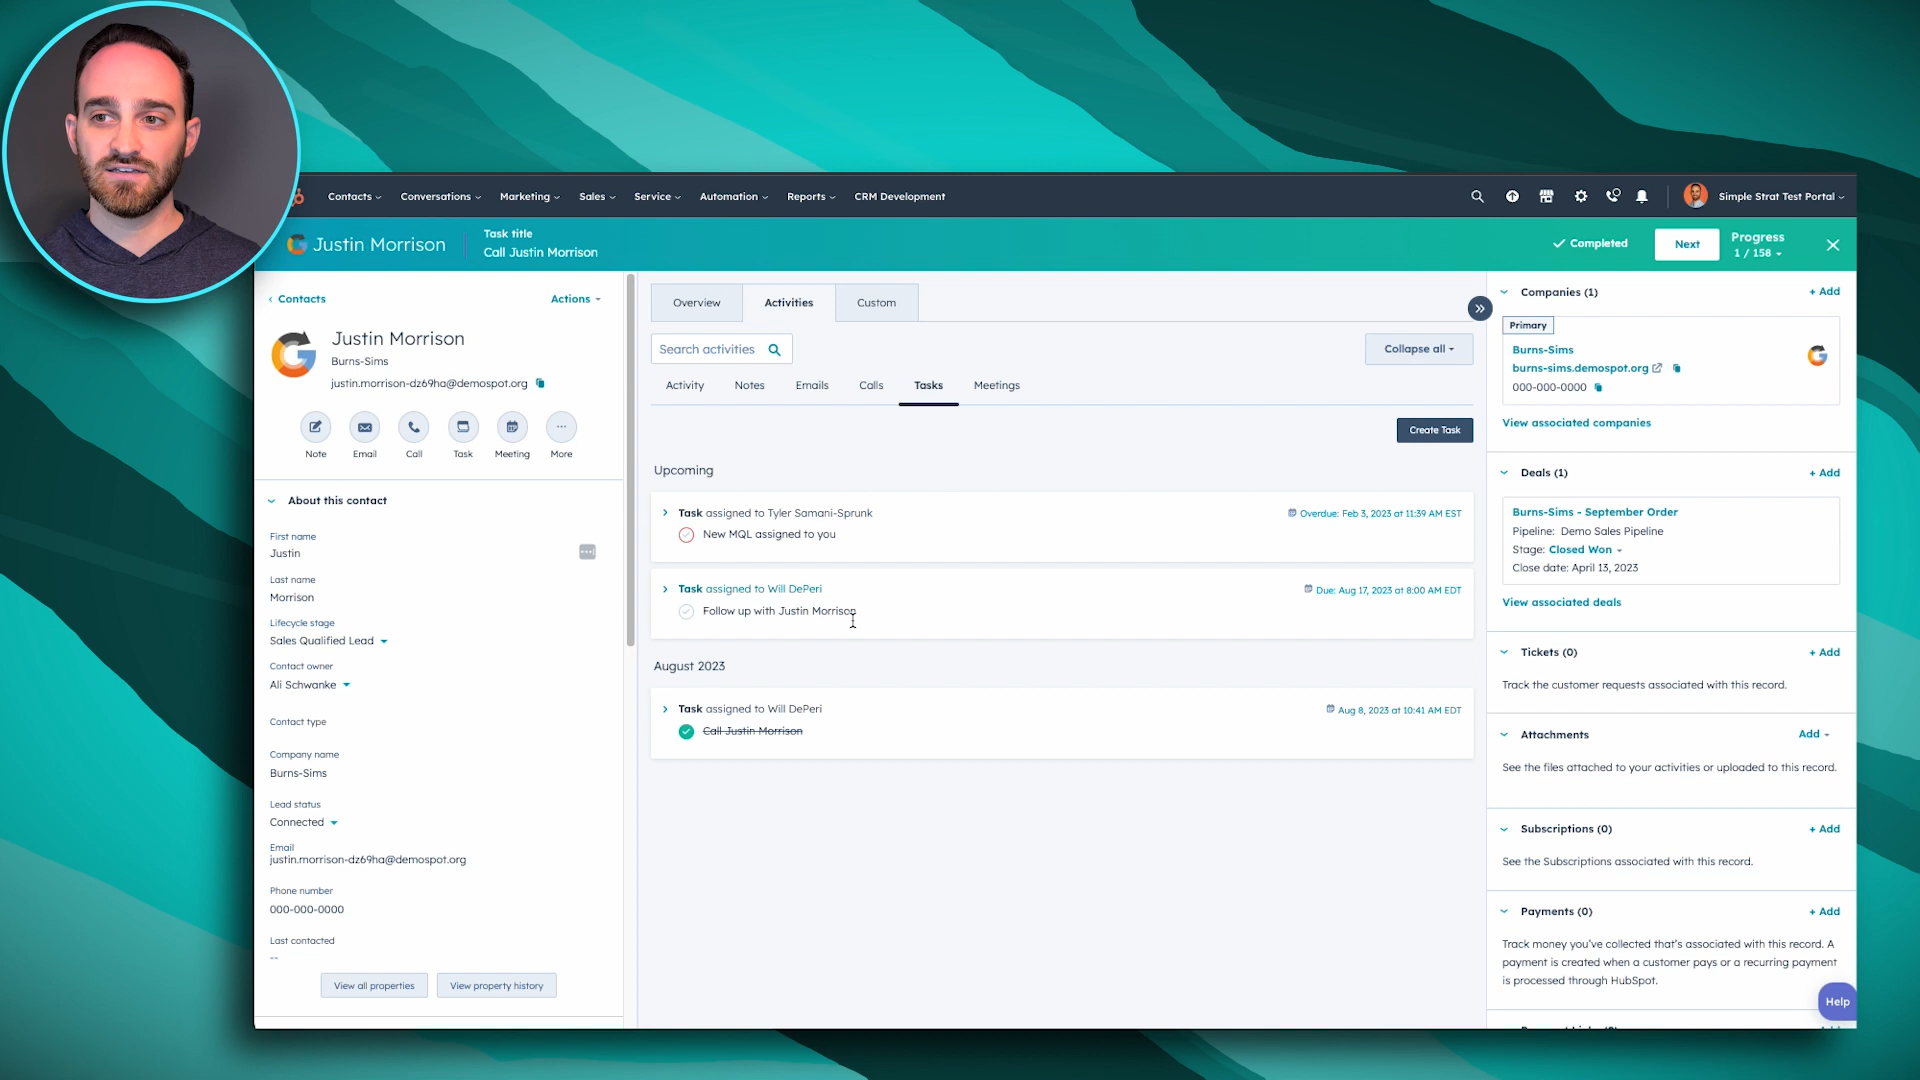 Contacts
Conversations
Marketing
Sales
Service
Automation
Reports
CRM Development
Simple Strat Test Portal
Justin Morrison
Task title
Call Justin Morrison
Completed
Next
Progress
1 / 158
Contacts
Actions
Justin Morrison
Burns-Sims
justin.morrison-dz69ha@demospot.org
Note
Email
Call
Task
Meeting
More
About this contact
First name
Justin
Last name
Morrison
Lifecycle stage
Sales Qualified Lead
Contact owner
Ali Schwanke
Contact type
Company name
Burns-Sims
Lead status
Connected
Email
justin.morrison-dz69ha@demospot.org
Phone number
000-000-0000
Last contacted
--
View all properties
View property history
Overview
Activities
Custom
Search activities
Collapse all
Activity
Notes
Emails
Calls
Tasks
Meetings
Create Task
Upcoming
Task assigned to Tyler Samani-Sprunk
Overdue: Feb 3, 2023 at 11:39 AM EST
New MQL assigned to you
Task assigned to Will DePeri
Due: Aug 17, 2023 at 8:00 AM EDT
Follow up with Justin Morrison
August 2023
Task assigned to Will DePeri
Aug 8, 2023 at 10:41 AM EDT
Call Justin Morrison
Companies (1)
+ Add
Primary
Burns-Sims
burns-sims.demospot.org
000-000-0000
View associated companies
Deals (1)
+ Add
Burns-Sims - September Order
Pipeline: Demo Sales Pipeline
Stage: Closed Won
Close date: April 13, 2023
View associated deals
Tickets (0)
+ Add
Track the customer requests associated with this record.
Attachments
Add
See the files attached to your activities or uploaded to this record.
Subscriptions (0)
+ Add
See the Subscriptions associated with this record.
Payments (0)
+ Add
Track money you've collected that's associated with this record. A
payment is created when a customer pays or a recurring payment
is processed through HubSpot.
Help